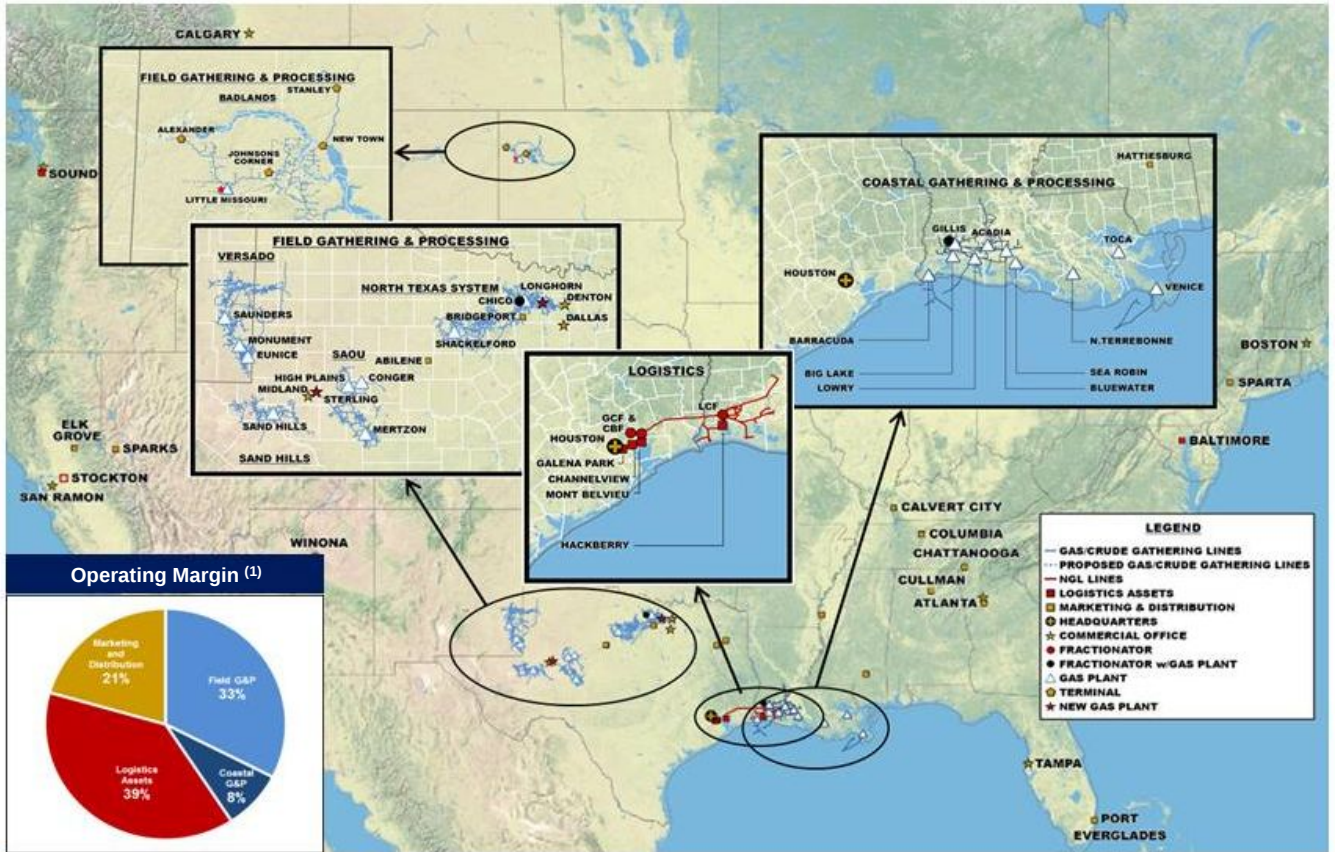 CALGARY
FIELD GATHERING & PROCESSING
BADLANDS
STANLEY
ALEXANDER
NEW TOWN
JOHNSONS
CORNER
LITTLE MISSOURI
SOUND
FIELD GATHERING & PROCESSING
VERSADO
NORTH TEXAS SYSTEM
LONGHORN
CHICO
DENTON
BRIDGEPORT
DALLAS
SAUNDERS
SHACKELFORD
MONUMENT
EUNICE
SAOU
ABILENE
HIGH PLAINS
CONGER
MIDLAND
STERLING
SAND HILLS
MERTZON
SAND HILLS
COASTAL GATHERING & PROCESSING
HATTIESBURG
GILLIS
ACADIA
TOCA
HOUSTON
VENICE
BARRACUDA
N.TERREBONNE
BIG LAKE
SEA ROBIN
LOWRY
BLUEWATER
LOGISTICS
LCF
GCF &
CBF
HOUSTON
GALENA PARK
CHANNELVIEW
MONT BELVIEU
HACKBERRY
BOSTON
SPARTA
BALTIMORE
ELK
GROVE
SPARKS
STOCKTON
SAN RAMON
WINONA
CALVERT CITY
COLUMBIA
CHATTANOOGA
CULLMAN
ATLANTA
TAMPA
PORT
EVERGLADES
LEGEND
GAS/CRUDE GATHERING LINES
PROPOSED GAS/CRUDE GATHERING LINES
NGL LINES
LOGISTICS ASSETS
MARKETING & DISTRIBUTION
HEADQUARTERS
COMMERCIAL OFFICE
FRACTIONATOR
FRACTIONATOR w/GAS PLANT
GAS PLANT
TERMINAL
NEW GAS PLANT
Operating Margin (1)
Marketing
and
Distribution
21%
Field G&P
33%
Logistics
Assets
39%
Coastal
G&P
8%